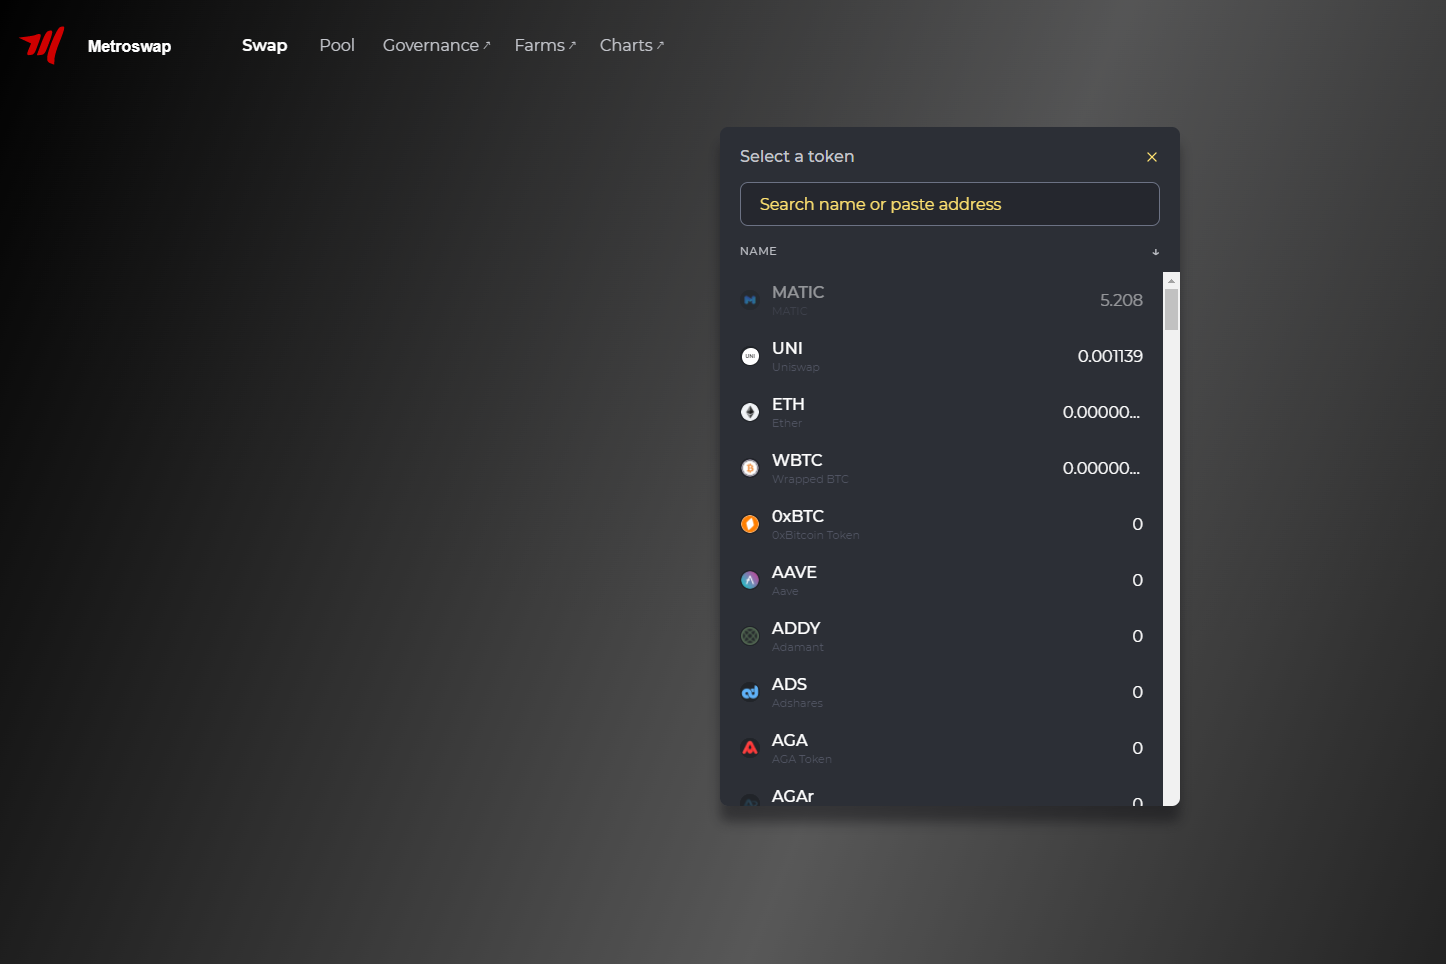 Metroswap
Swap
Pool
Governance↗
Farms↗
Charts↗
Select a token
×
Search name or paste address
NAME
↓
MATIC
MATIC
5.208
UNI
UNI
Uniswap
0.001139
ETH
Ether
0.00000...
WBTC
Wrapped BTC
0.00000...
0xBTC
0xBitcoin Token
0
AAVE
Aave
0
ADDY
Adamant
0
ADS
Adshares
0
AGA
AGA Token
0
AGAr
0